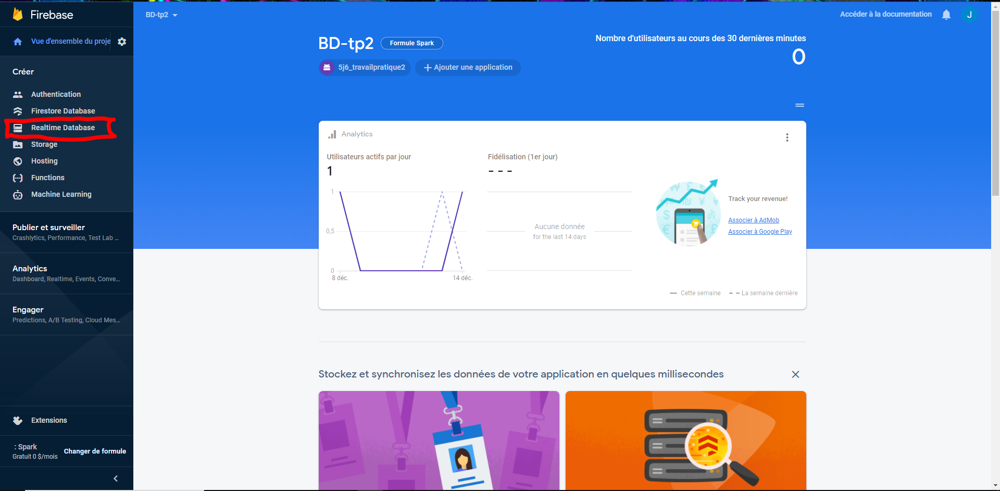 Firebase
Vue d'ensemble du proje
Créer
Authentication
Firestore Database
Realtime Database
Storage
Hosting
Functions
Machine Learning
Publier et surveiller
Crashlytics, Performance, Test Lab ...
Analytics
Dashboard, Realtime, Events, Conve...
Engager
Predictions, A/B Testing, Cloud Mes...
Extensions
: Spark
Gratuit 0 $/mois
Changer de formule
BD-tp2
Accéder à la documentation
J
BD-tp2
Formule Spark
5j6_travailpratique2
Ajouter une application
Nombre d'utilisateurs au cours des 30 dernières minutes
0
Analytics
Utilisateurs actifs par jour
1
1
0,5
0
8 déc.
14 déc.
Fidélisation (1er jour)
- - -
Aucune donnée
for the last 14 days
Track your revenue!
Associer à AdMob
Associer à Google Play
Cette semaine
La semaine dernière
Stockez et synchronisez les données de votre application en quelques millisecondes